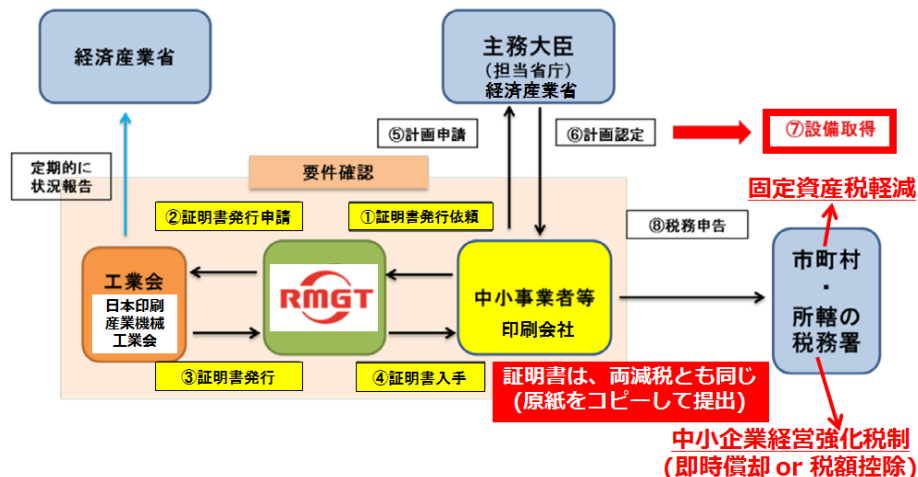 経済産業省
主務大臣
（担当省庁）
経済産業省
⑤計画申請
⑥計画認定
⑦設備取得
定期的に
状況報告
要件確認
固定資産税軽減
②証明書発行申請
①証明書発行依頼
⑧税務申告
工業会
日本印刷
産業機械
工業会
RMGT
中小事業者等
印刷会社
市町村
・
所轄の
税務署
③証明書発行
④証明書入手
証明書は、両減税とも同じ
(原紙をコピーして提出)
中小企業経営強化税制
(即時償却 or 税額控除)